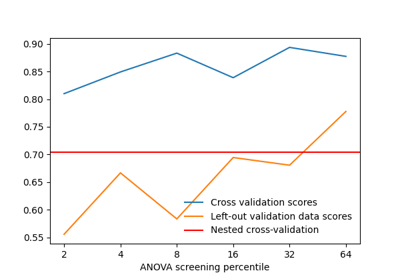 0.90
0.85
0.80
0.75
0.70
0.65
0.60
0.55
Cross validation scores
Left-out validation data scores
Nested cross-validation
2 4 8 16 32 64
ANOVA screening percentile